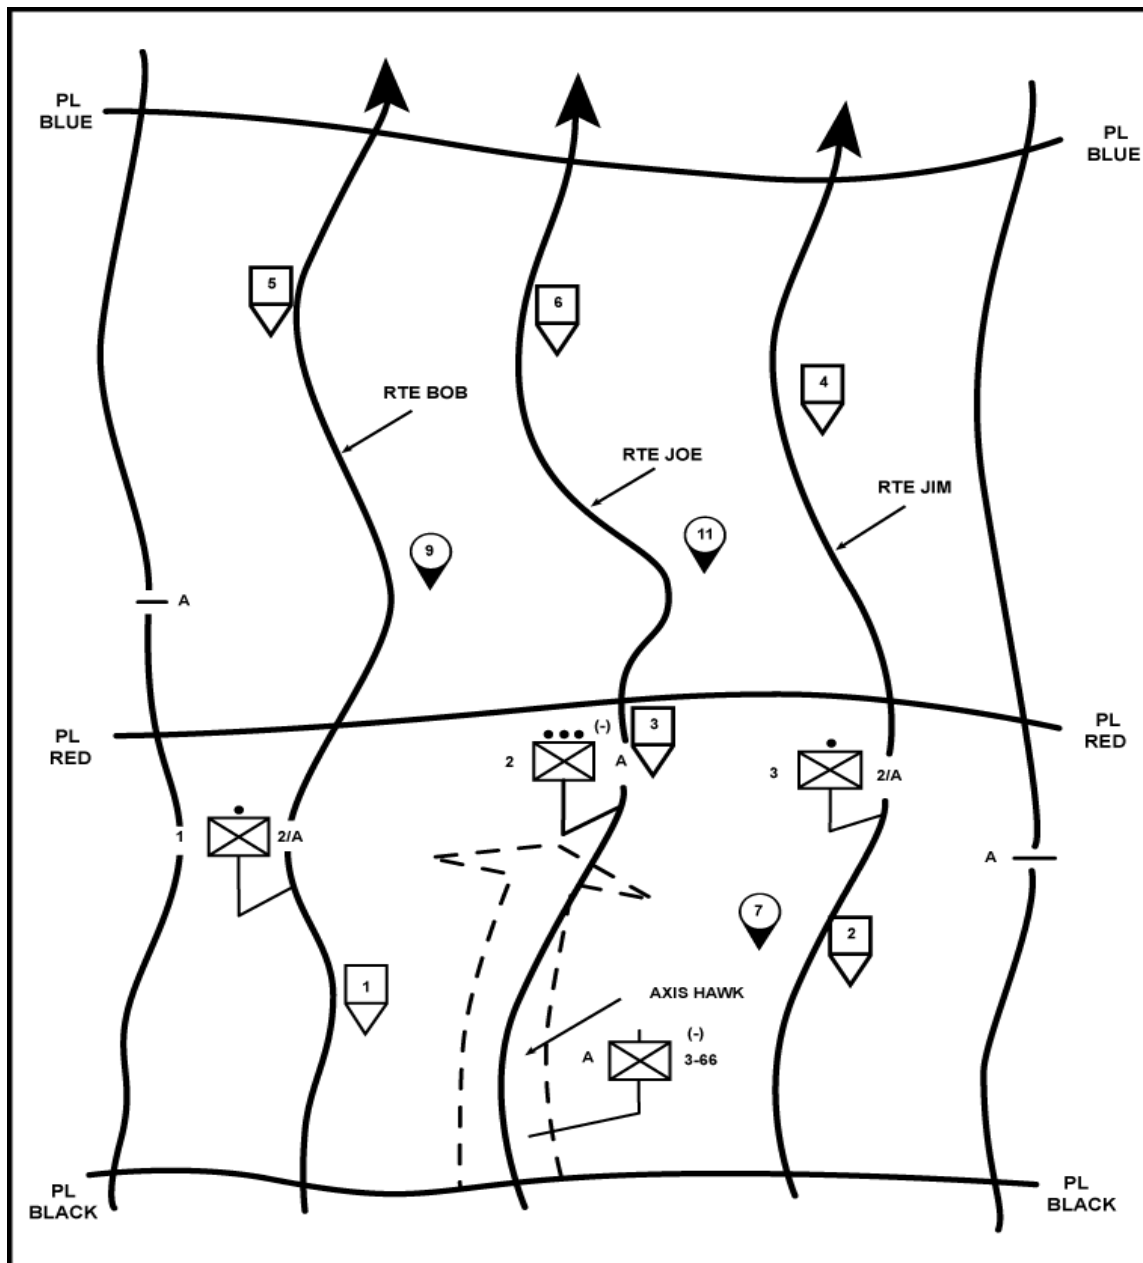 PL
BLUE
PL
BLUE
5
6
4
RTE BOB
RTE JOE
RTE JIM
9
11
A
PL
RED
PL
RED
2
(-)
A
3
3
2/A
1
2/A
A
7
2
1
AXIS HAWK
A
(-)
3-66
PL
BLACK
PL
BLACK